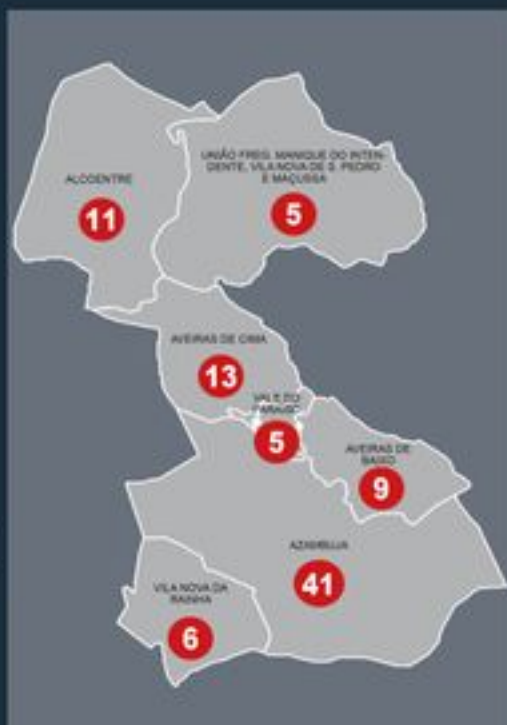 UNIÃO FREG. MANIQUE DO INTEN-
DENTE, VILA NOVA DE S. PEDRO
E MAÇUSSA
5
ALCOENTRE
11
AVEIRAS DE CIMA
13
VALE DO
PARAÍSO
5
AVEIRAS DE
BAIXO
9
AZAMBUJA
41
VILA NOVA DA
RAINHA
6